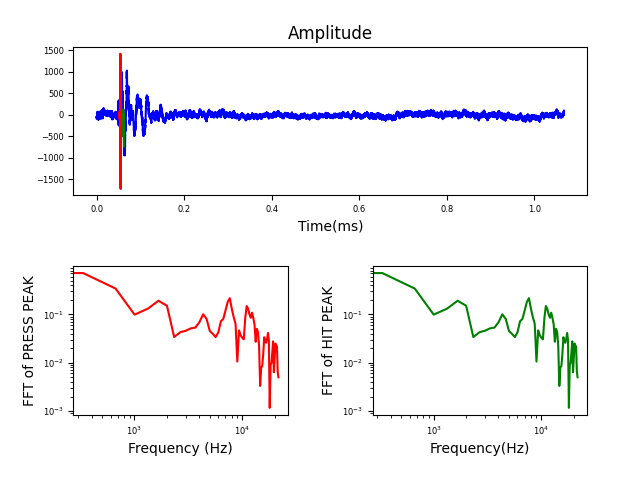 Amplitude
1500
1000
500
0
−500
−1000
−1500
0.0 0.2 0.4 0.6 0.8 1.0
Time(ms)
FFT of PRESS PEAK
10⁻¹
10⁻²
10⁻³
10³ 10⁴
Frequency (Hz)
FFT of HIT PEAK
10⁻¹
10⁻²
10⁻³
10³ 10⁴
Frequency(Hz)